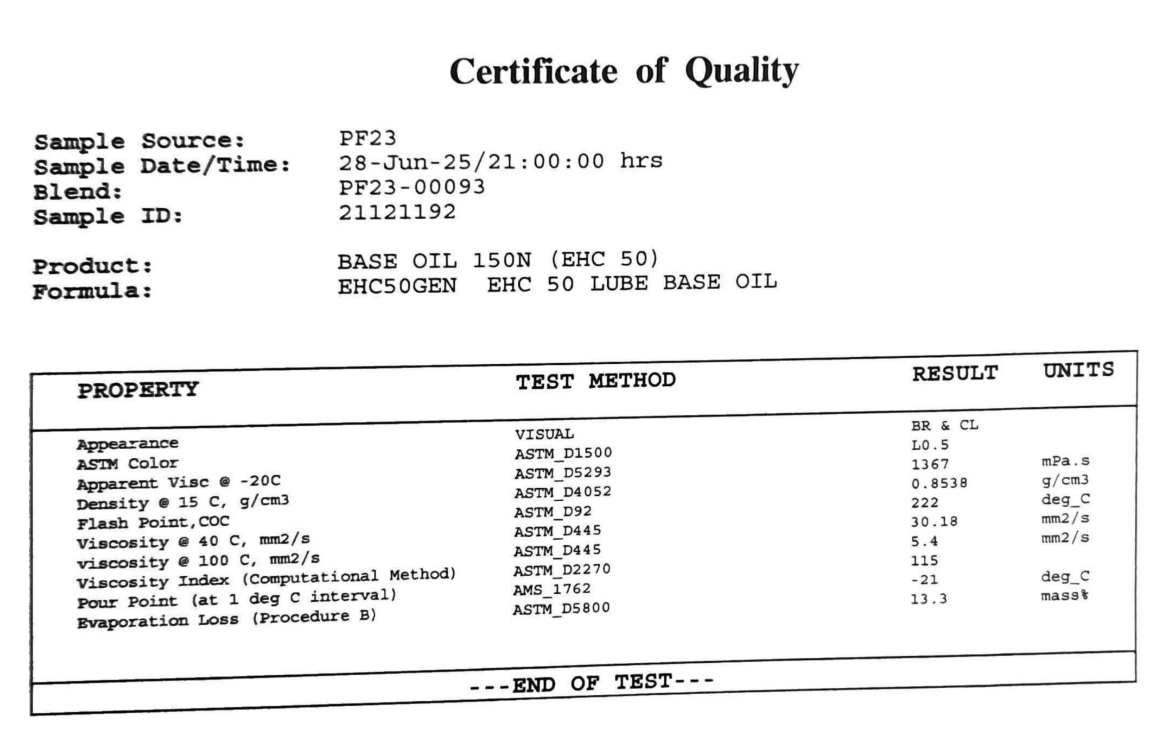 Certificate of Quality
Sample Source: PF23
Sample Date/Time: 28-Jun-25/21:00:00 hrs
Blend: PF23-00093
Sample ID: 21121192
Product: BASE OIL 150N (EHC 50)
Formula: EHC50GEN EHC 50 LUBE BASE OIL
PROPERTY TEST METHOD RESULT UNITS
Appearance VISUAL BR & CL
ASTM Color ASTM_D1500 L0.5
Apparent Visc @ -20C ASTM_D5293 1367 mPa.s
Density @ 15 C, g/cm3 ASTM_D4052 0.8538 g/cm3
Flash Point,COC ASTM_D92 222 deg_C
Viscosity @ 40 C, mm2/s ASTM_D445 30.18 mm2/s
viscosity @ 100 C, mm2/s ASTM_D445 5.4 mm2/s
Viscosity Index (Computational Method) ASTM_D2270 115
Pour Point (at 1 deg C interval) AMS_1762 -21 deg_C
Evaporation Loss (Procedure B) ASTM_D5800 13.3 mass%
---END OF TEST---